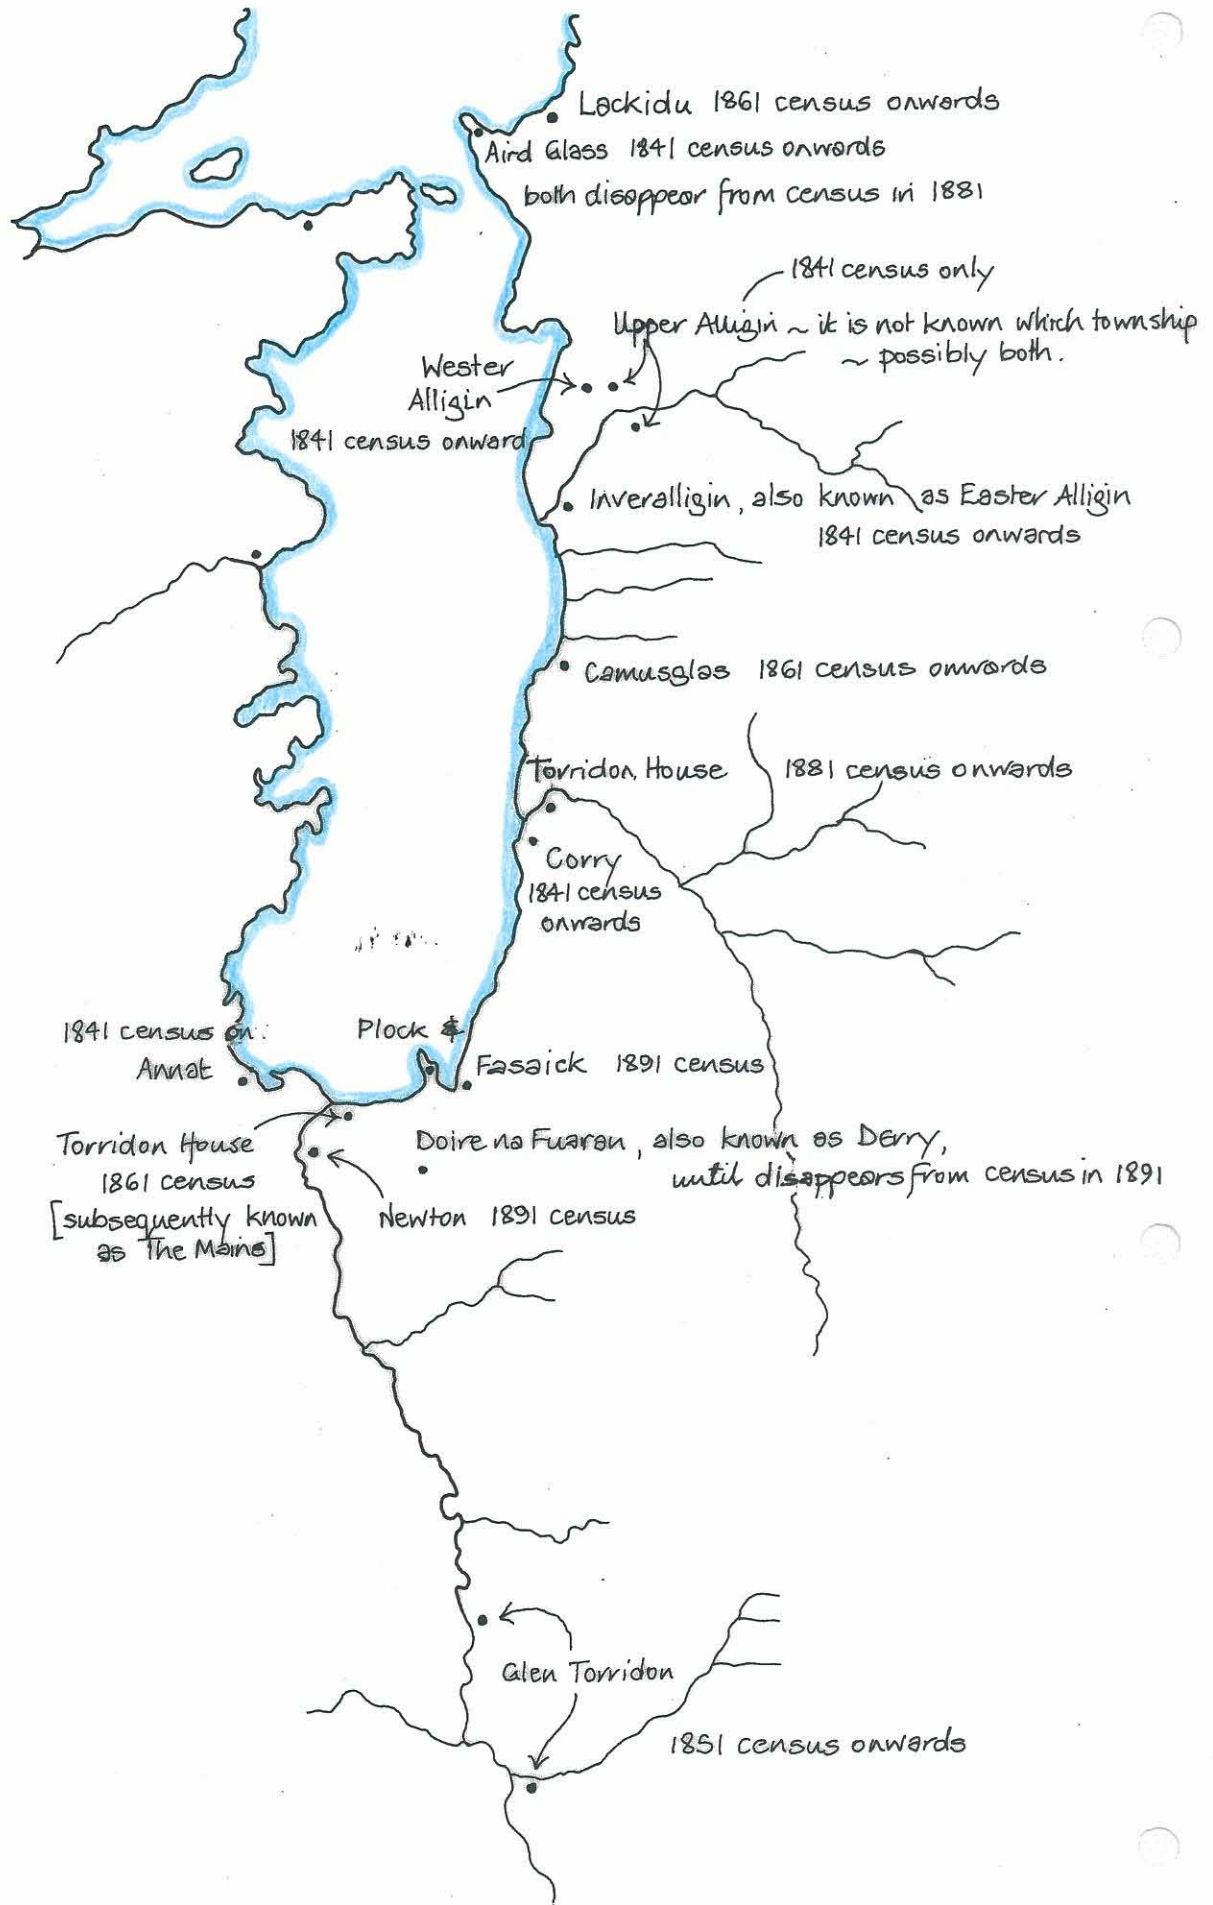 Lackidu 1861 census onwards
Aird Glass 1841 census onwards
both disappear from census in 1881
1841 census only
Upper Alligin ~ it is not known which township
~ possibly both.
Wester
Alligin
1841 census onward
Inveralligin, also known as Easter Alligin
1841 census onwards
Camusglas 1861 census onwards
Torridon House 1881 census onwards
Corry
1841 census
onwards
1841 census on
Annat
Plock &
Fasaick 1891 census
Torridon House
1861 census
[subsequently known
as The Mains]
Doire na Fuaran, also known as Derry,
until disappears from census in 1891
Newton 1891 census
Glen Torridon
1851 census onwards